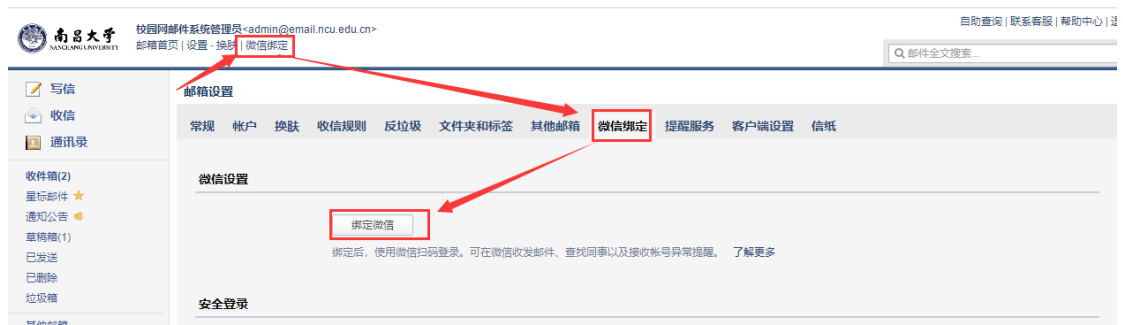 南昌大学
NANCHANG UNIVERSITY
校园网邮件系统管理员<admin@email.ncu.edu.cn>
邮箱首页 | 设置 - 换肤 | 微信绑定
自助查询 | 联系客服 | 帮助中心 |
邮件全文搜索...
写信
收信
通讯录
收件箱(2)
星标邮件
通知公告
草稿箱(1)
已发送
已删除
垃圾箱
其他邮箱
邮箱设置
常规 帐户 换肤 收信规则 反垃圾 文件夹和标签 其他邮箱 微信绑定 提醒服务 客户端设置 信纸
微信设置
绑定微信
绑定后，使用微信扫码登录。可在微信收发邮件、查找同事以及接收帐号异常提醒。 了解更多
安全登录